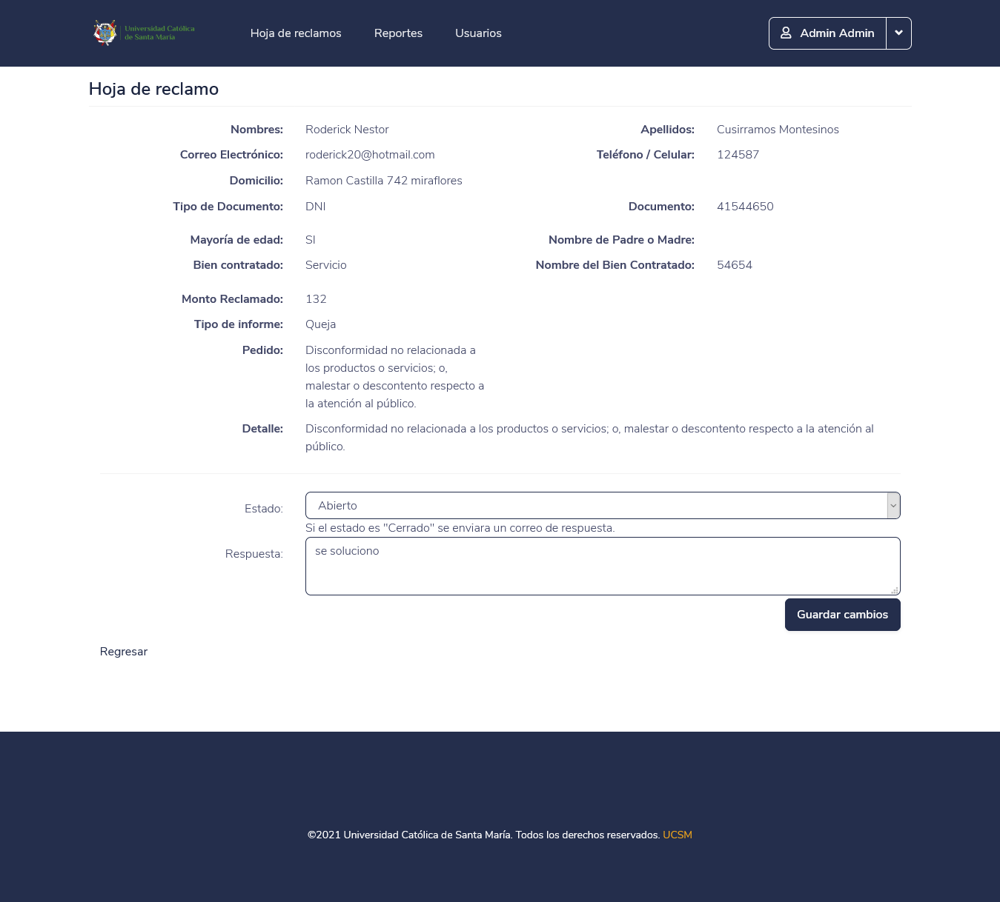 Universidad Católica
de Santa María
Hoja de reclamos
Reportes
Usuarios
Admin Admin
Hoja de reclamo
Nombres: Roderick Nestor
Apellidos: Cusirramos Montesinos
Correo Electrónico: roderick20@hotmail.com
Teléfono / Celular: 124587
Domicilio: Ramon Castilla 742 miraflores
Tipo de Documento: DNI
Documento: 41544650
Mayoría de edad: SI
Nombre de Padre o Madre:
Bien contratado: Servicio
Nombre del Bien Contratado: 54654
Monto Reclamado: 132
Tipo de informe: Queja
Pedido: Disconformidad no relacionada a
los productos o servicios; o,
malestar o descontento respecto a
la atención al público.
Detalle: Disconformidad no relacionada a los productos o servicios; o, malestar o descontento respecto a la atención al
público.
Estado: Abierto
Si el estado es "Cerrado" se enviara un correo de respuesta.
Respuesta: se soluciono
Guardar cambios
Regresar
©2021 Universidad Católica de Santa María. Todos los derechos reservados. UCSM